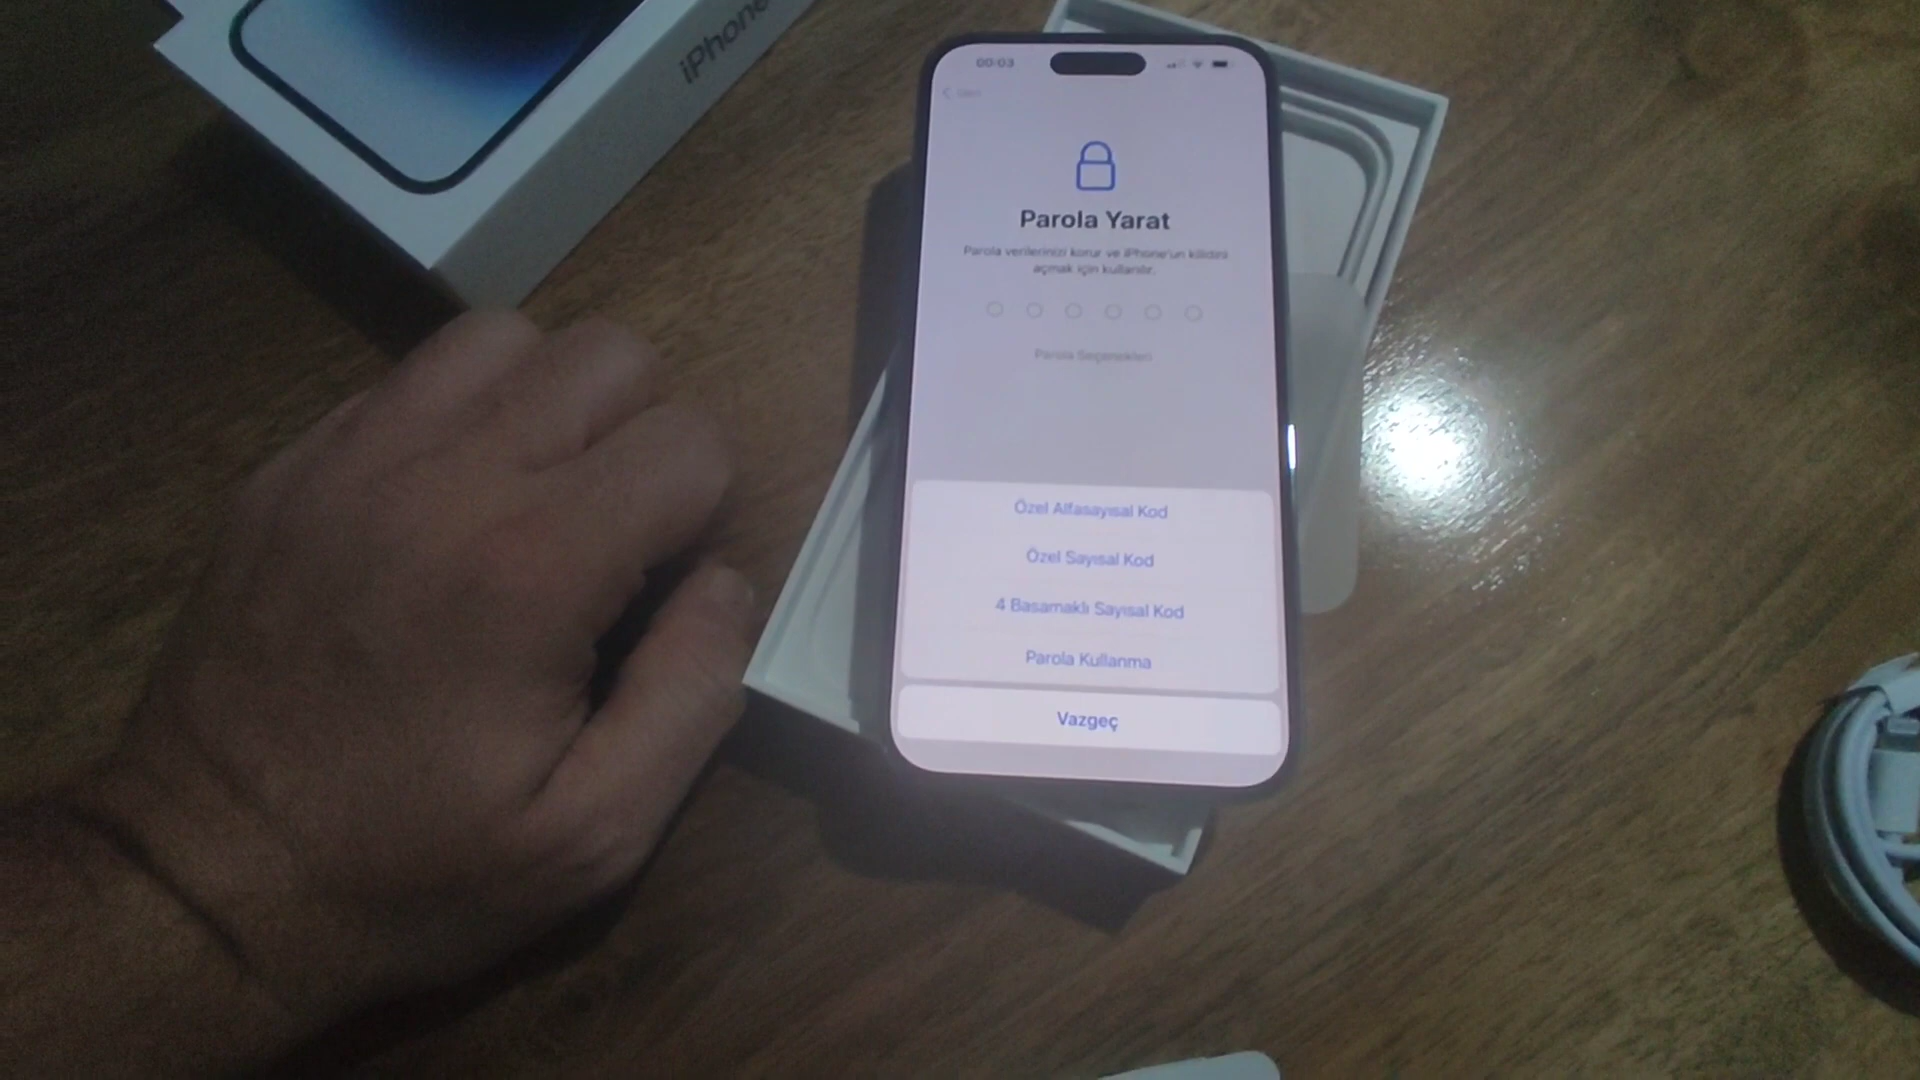 iPhone
00:03
Parola Yarat
Parola verilerinizi korur ve iPhone'un kilidini
açmak için kullanılır.
Parola Seçenekleri
Özel Alfasayısal Kod
Özel Sayısal Kod
4 Basamaklı Sayısal Kod
Parola Kullanma
Vazgeç